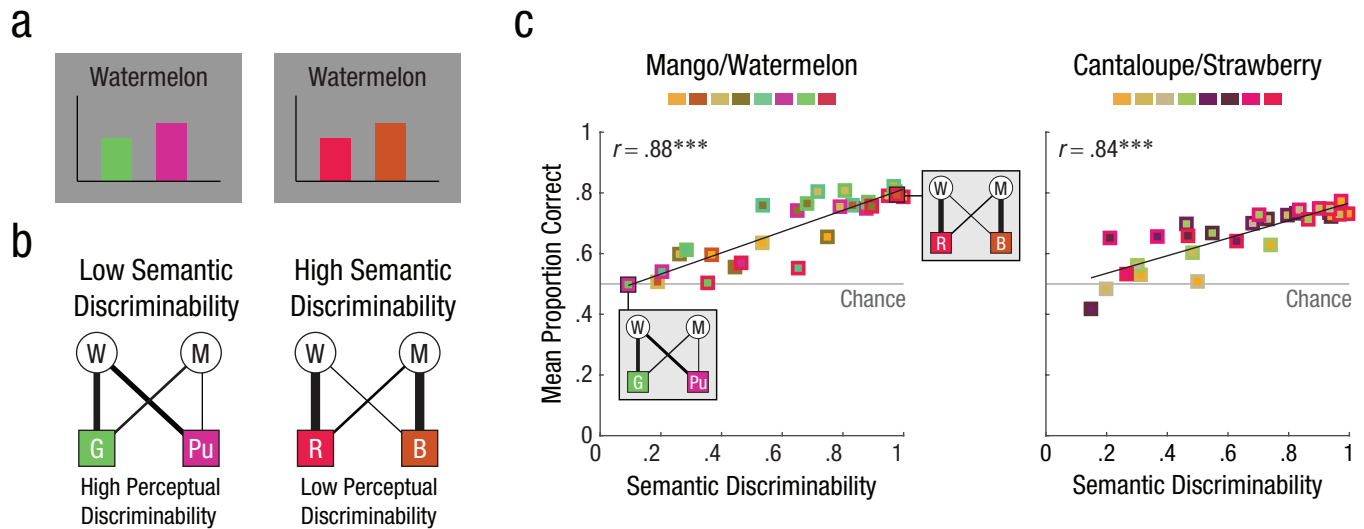 a
Watermelon
Watermelon
b
Low Semantic
Discriminability
W M
G Pu
High Perceptual
Discriminability
High Semantic
Discriminability
W M
R B
Low Perceptual
Discriminability
c
Mango/Watermelon
r = .88***
Mean Proportion Correct
1
.8
.6
.4
.2
0
Chance
W M
R B
W M
G Pu
0 .2 .4 .6 .8 1
Semantic Discriminability
Cantaloupe/Strawberry
r = .84***
Chance
0 .2 .4 .6 .8 1
Semantic Discriminability